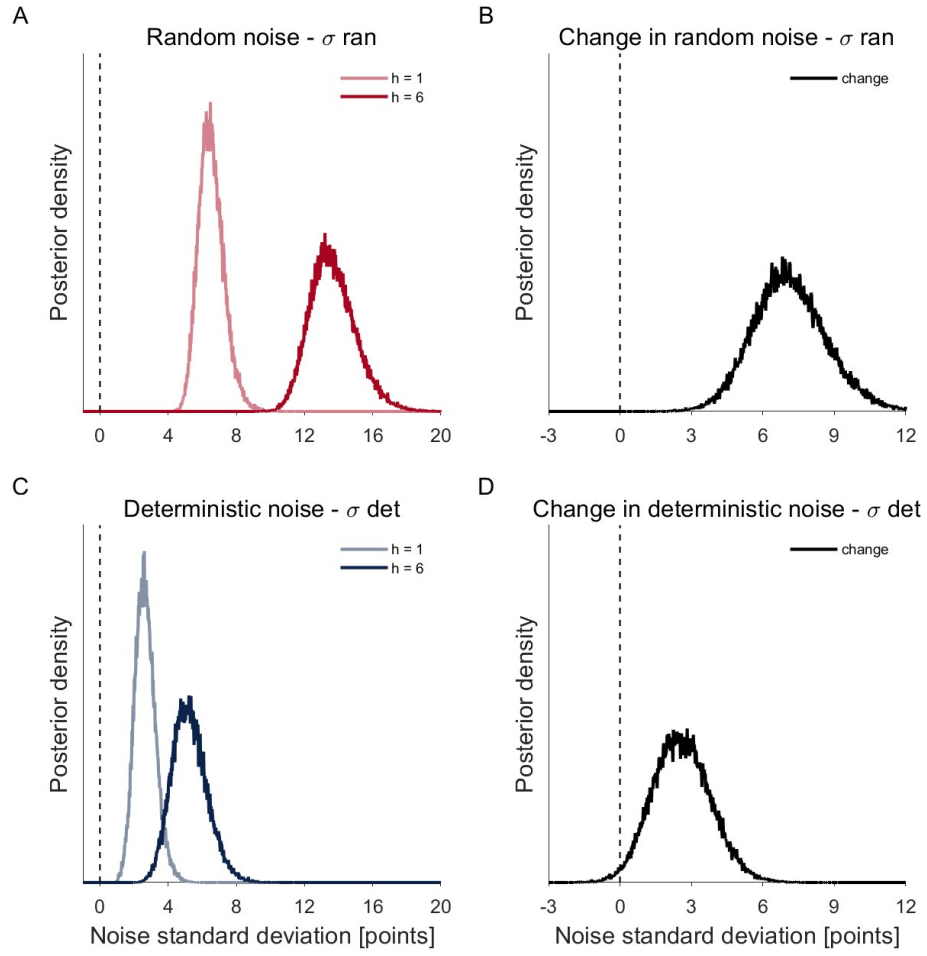 A
Random noise - σ ran
h = 1
h = 6
Posterior density
0 4 8 12 16 20
B
Change in random noise - σ ran
change
Posterior density
-3 0 3 6 9 12
C
Deterministic noise - σ det
h = 1
h = 6
Posterior density
0 4 8 12 16 20
Noise standard deviation [points]
D
Change in deterministic noise - σ det
change
Posterior density
-3 0 3 6 9 12
Noise standard deviation [points]